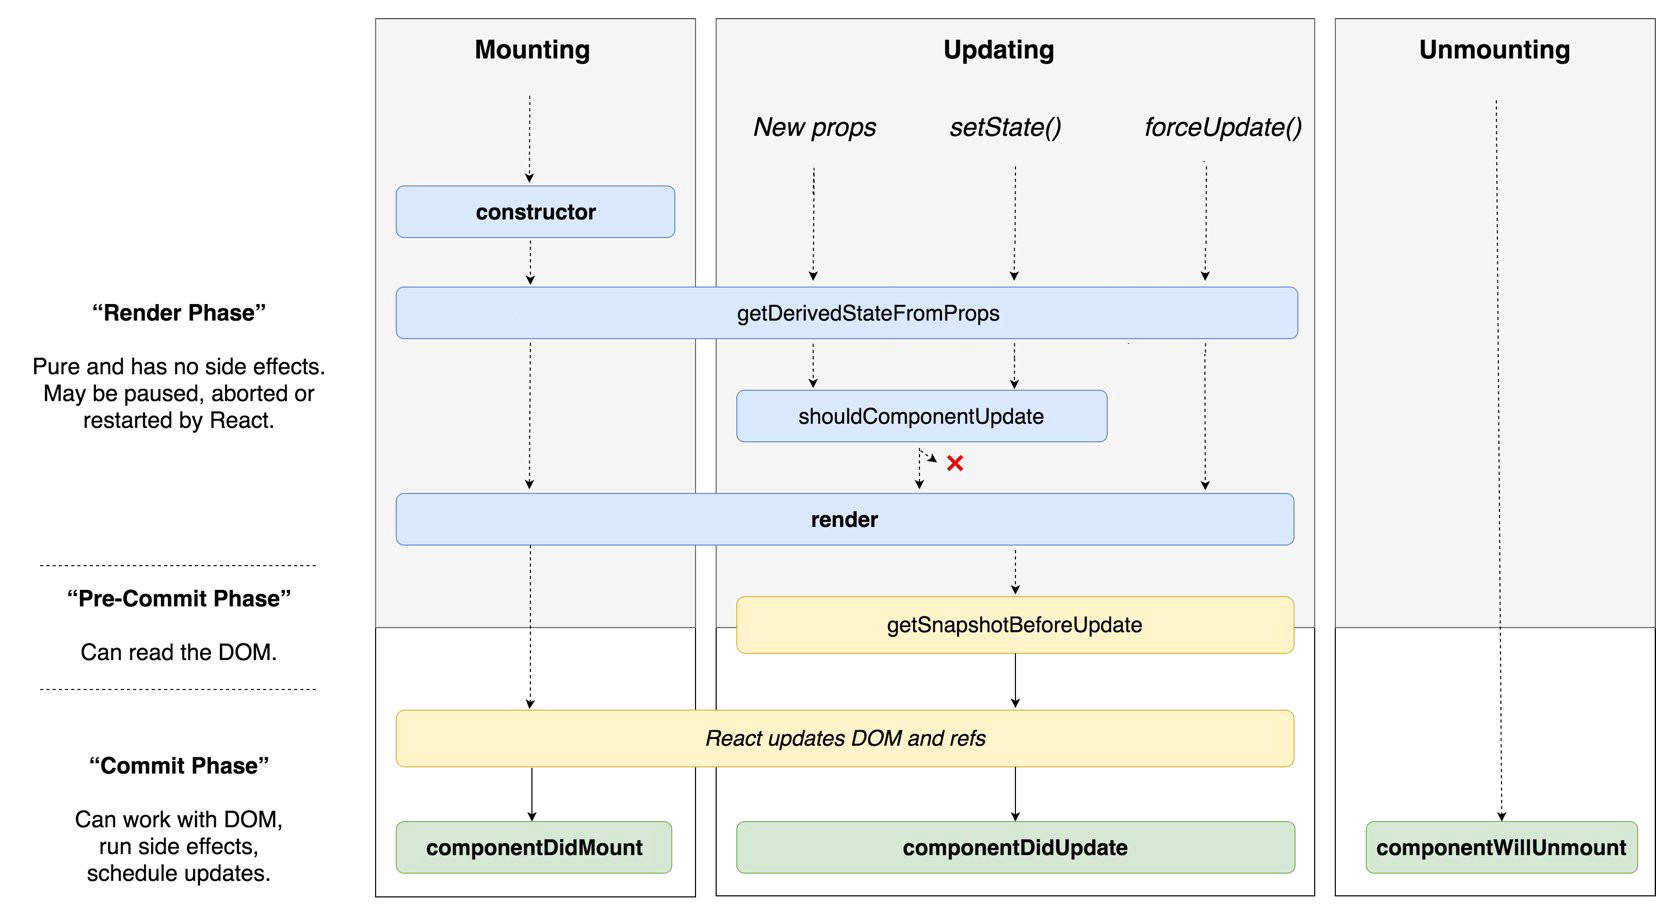 Mounting
Updating
Unmounting
New props
setState()
forceUpdate()
constructor
“Render Phase”
getDerivedStateFromProps
Pure and has no side effects.
May be paused, aborted or
restarted by React.
shouldComponentUpdate
render
“Pre-Commit Phase”
getSnapshotBeforeUpdate
Can read the DOM.
React updates DOM and refs
“Commit Phase”
Can work with DOM,
run side effects,
schedule updates.
componentDidMount
componentDidUpdate
componentWillUnmount